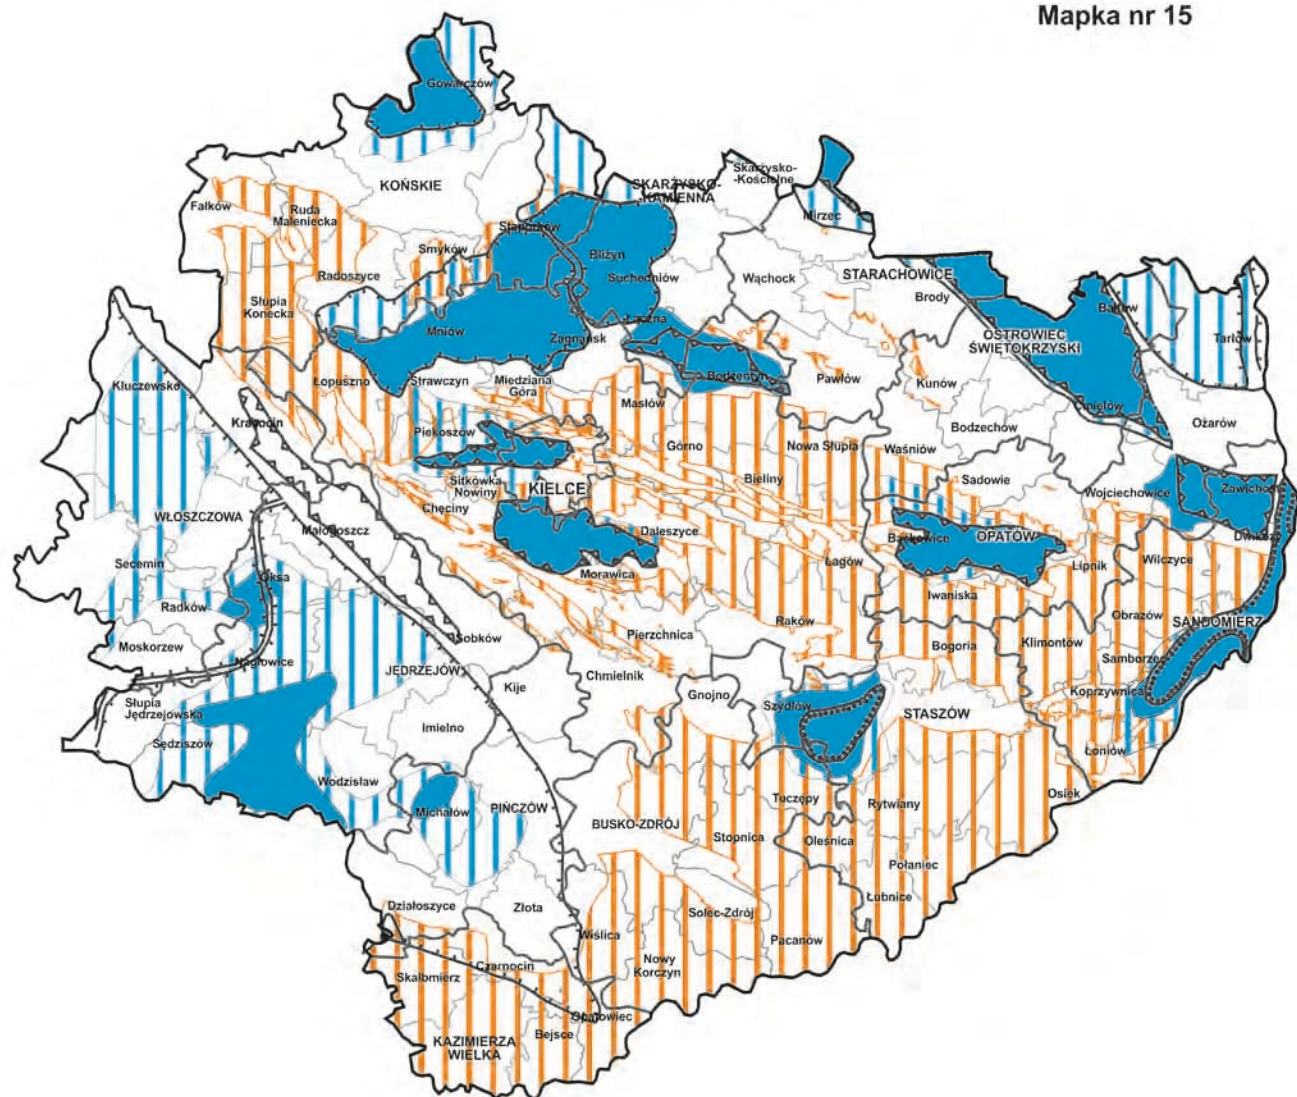 Mapka nr 15
Gowarczów
KOŃSKIE
SKARŻYSKO-
-KAMIENNA
Skarżysko-
-Kościelne
Mirzec
Fałków
Ruda
Maleniecka
Smyków
Stąporków
Bliżyn
Suchedniów
Radoszyce
Wąchock
STARACHOWICE
Brody
Bałtów
Tarłów
Słupia
Konecka
Mniów
Łączna
Zagnańsk
OSTROWIEC
ŚWIĘTOKRZYSKI
Kluczewsko
Łopuszno
Strawczyn
Miedziana
Góra
Bodzentyn
Pawłów
Kunów
Masłów
Ćmielów
Krasocin
Piekoszów
Górno
Nowa Słupia
Waśniów
Bodzechów
Ożarów
Sitkówka
Nowiny
KIELCE
Bieliny
Sadowie
Wojciechowice
Zawichost
WŁOSZCZOWA
Chęciny
Małogoszcz
Daleszyce
Baćkowice
OPATÓW
Dwikozy
Secemin
Oksa
Morawica
Łagów
Lipnik
Wilczyce
Radków
Iwaniska
Obrazów
Moskorzew
Sobków
Pierzchnica
Raków
SANDOMIERZ
Nagłowice
JĘDRZEJÓW
Bogoria
Klimontów
Samborzec
Kije
Chmielnik
Gnojno
Koprzywnica
Słupia
Jędrzejowska
Szydłów
STASZÓW
Imielno
Sędziszów
Łoniów
Wodzisław
Michałów
PIŃCZÓW
Tuczępy
Rytwiany
Osiek
BUSKO-ZDRÓJ
Stopnica
Oleśnica
Połaniec
Łubnice
Działoszyce
Złota
Solec-Zdrój
Wiślica
Pacanów
Nowy
Korczyn
Czarnocin
Skalbmierz
Opatowiec
Bejsce
KAZIMIERZA
WIELKA